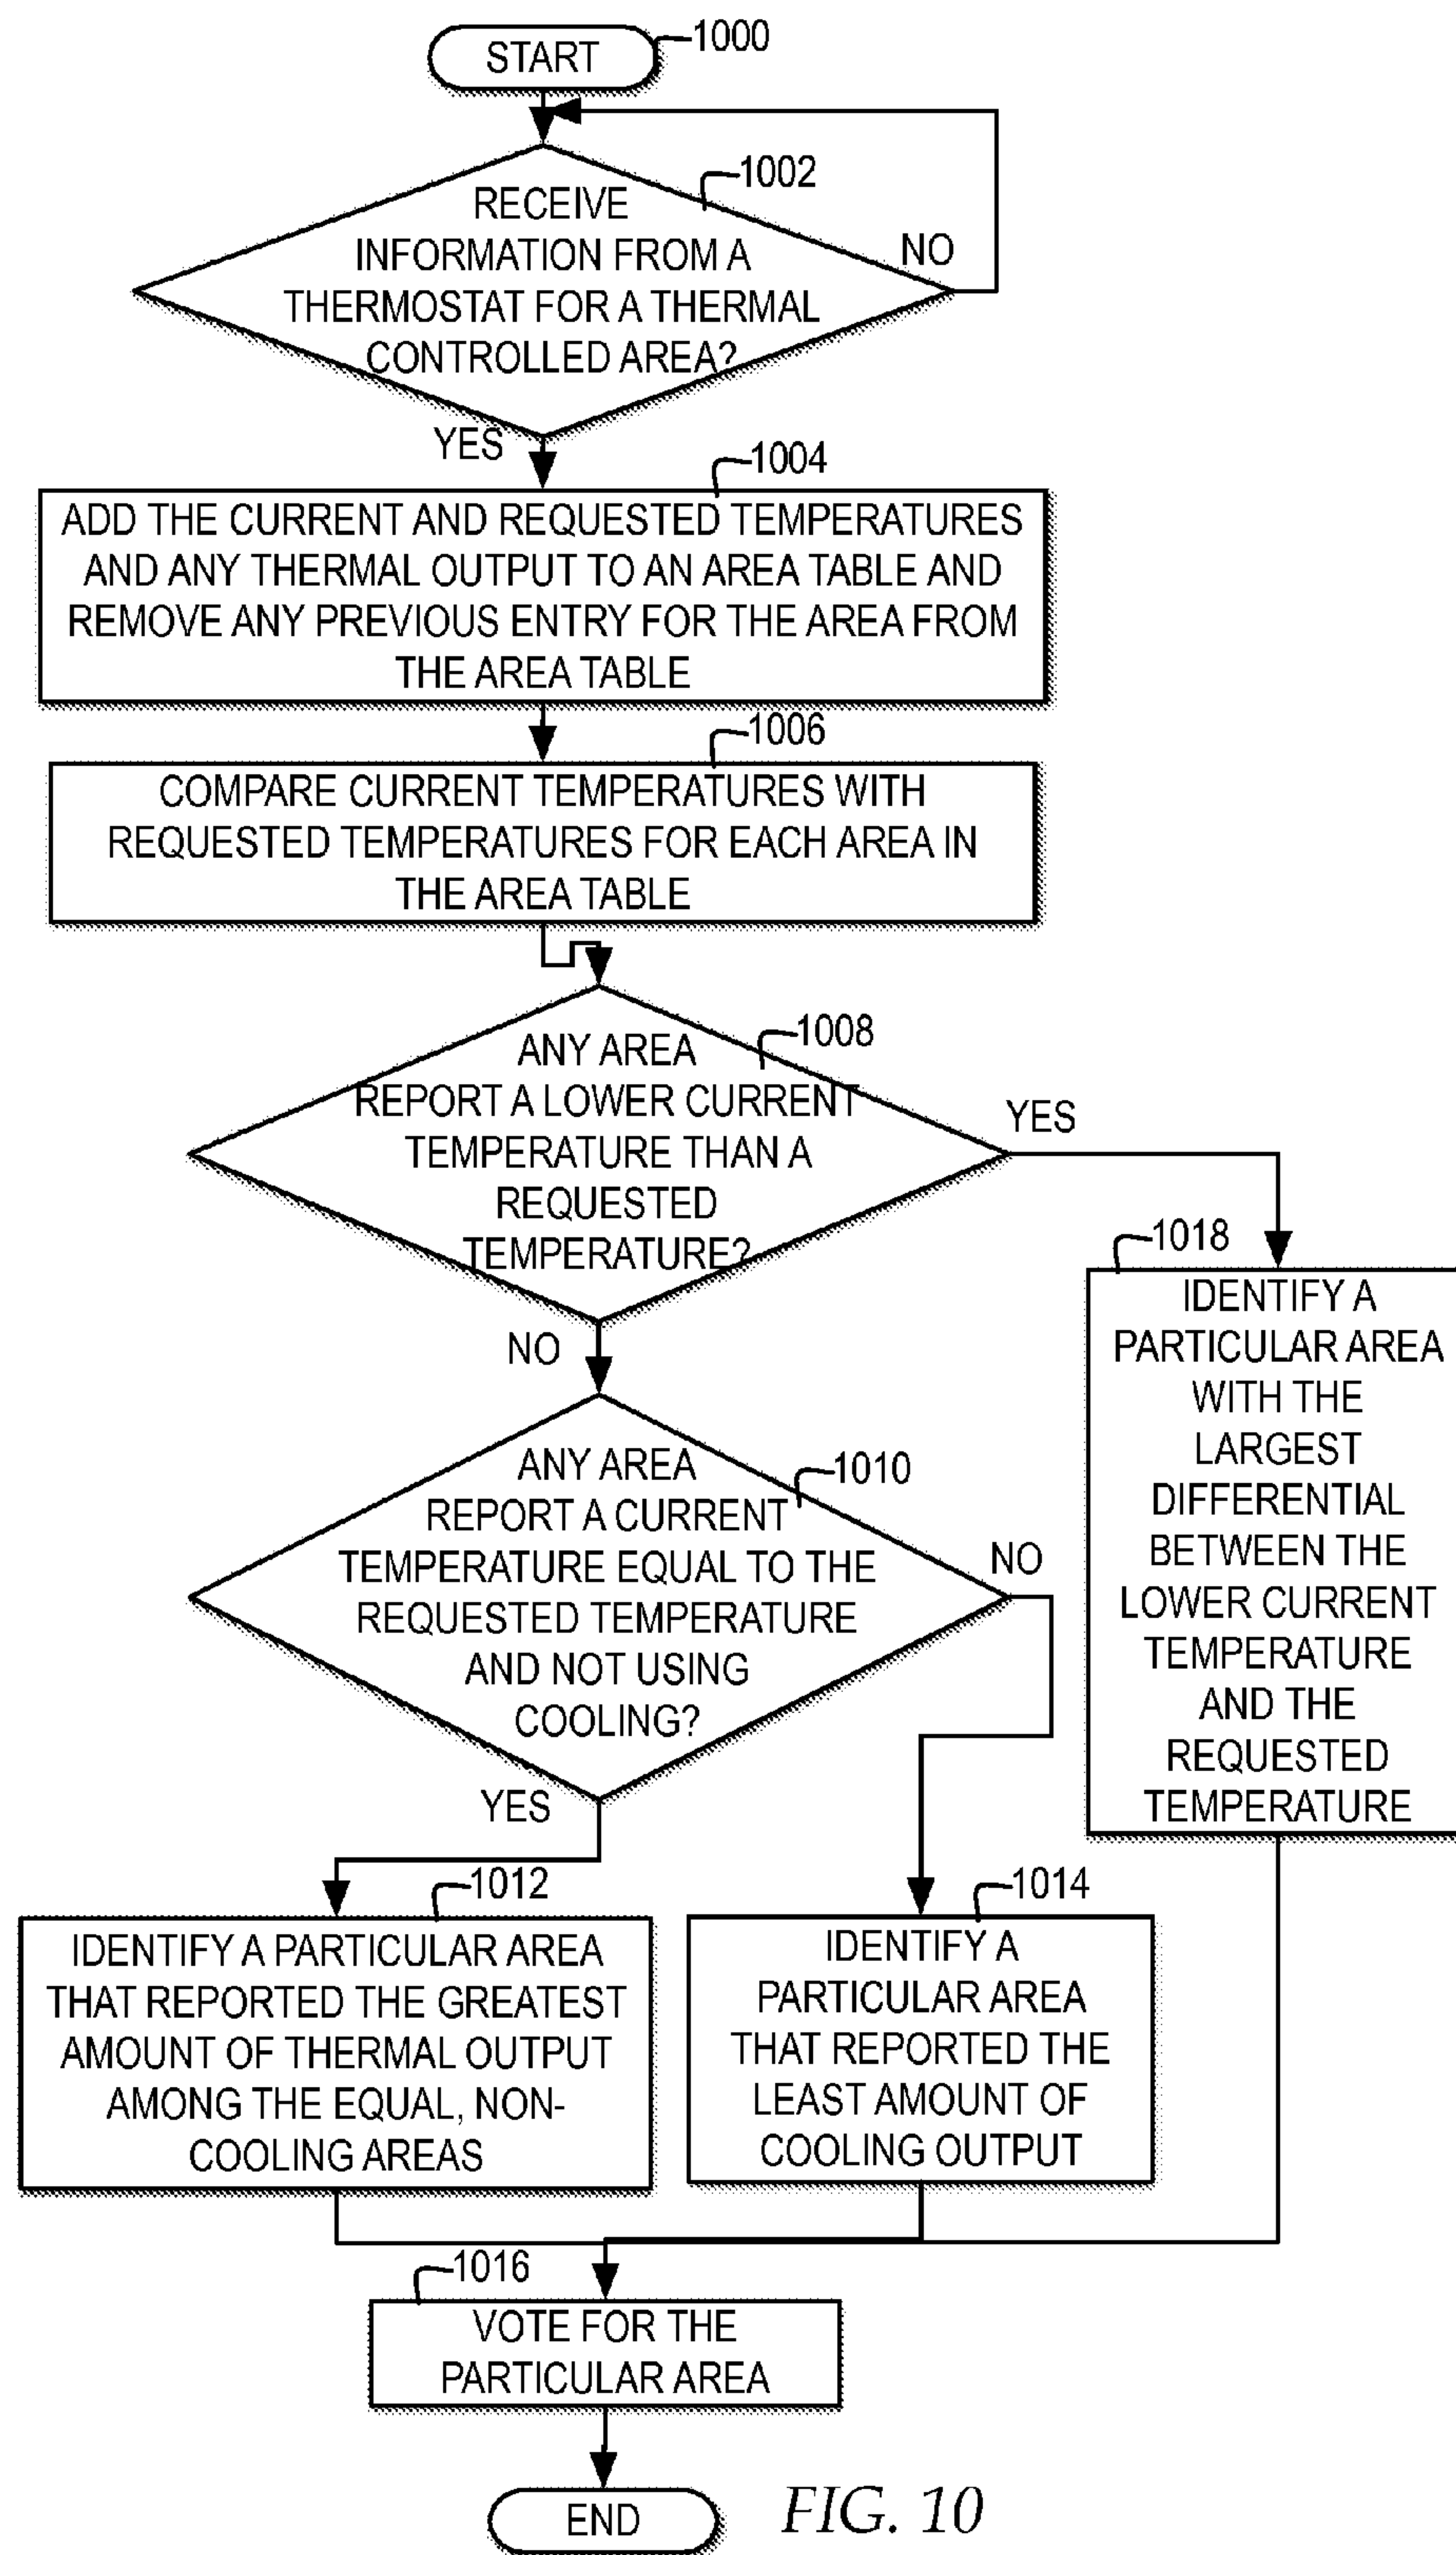 START
1000
1002
RECEIVE
INFORMATION FROM A
THERMOSTAT FOR A THERMAL
CONTROLLED AREA?
NO
YES
1004
ADD THE CURRENT AND REQUESTED TEMPERATURES
AND ANY THERMAL OUTPUT TO AN AREA TABLE AND
REMOVE ANY PREVIOUS ENTRY FOR THE AREA FROM
THE AREA TABLE
1006
COMPARE CURRENT TEMPERATURES WITH
REQUESTED TEMPERATURES FOR EACH AREA IN
THE AREA TABLE
1008
ANY AREA
REPORT A LOWER CURRENT
TEMPERATURE THAN A
REQUESTED
TEMPERATURE?
YES
NO
1018
IDENTIFY A
PARTICULAR AREA
WITH THE
LARGEST
DIFFERENTIAL
BETWEEN THE
LOWER CURRENT
TEMPERATURE
AND THE
REQUESTED
TEMPERATURE
1010
ANY AREA
REPORT A CURRENT
TEMPERATURE EQUAL TO THE
REQUESTED TEMPERATURE
AND NOT USING
COOLING?
NO
YES
1012
IDENTIFY A PARTICULAR AREA
THAT REPORTED THE GREATEST
AMOUNT OF THERMAL OUTPUT
AMONG THE EQUAL, NON-
COOLING AREAS
1014
IDENTIFY A
PARTICULAR AREA
THAT REPORTED THE
LEAST AMOUNT OF
COOLING OUTPUT
1016
VOTE FOR THE
PARTICULAR AREA
END
FIG. 10